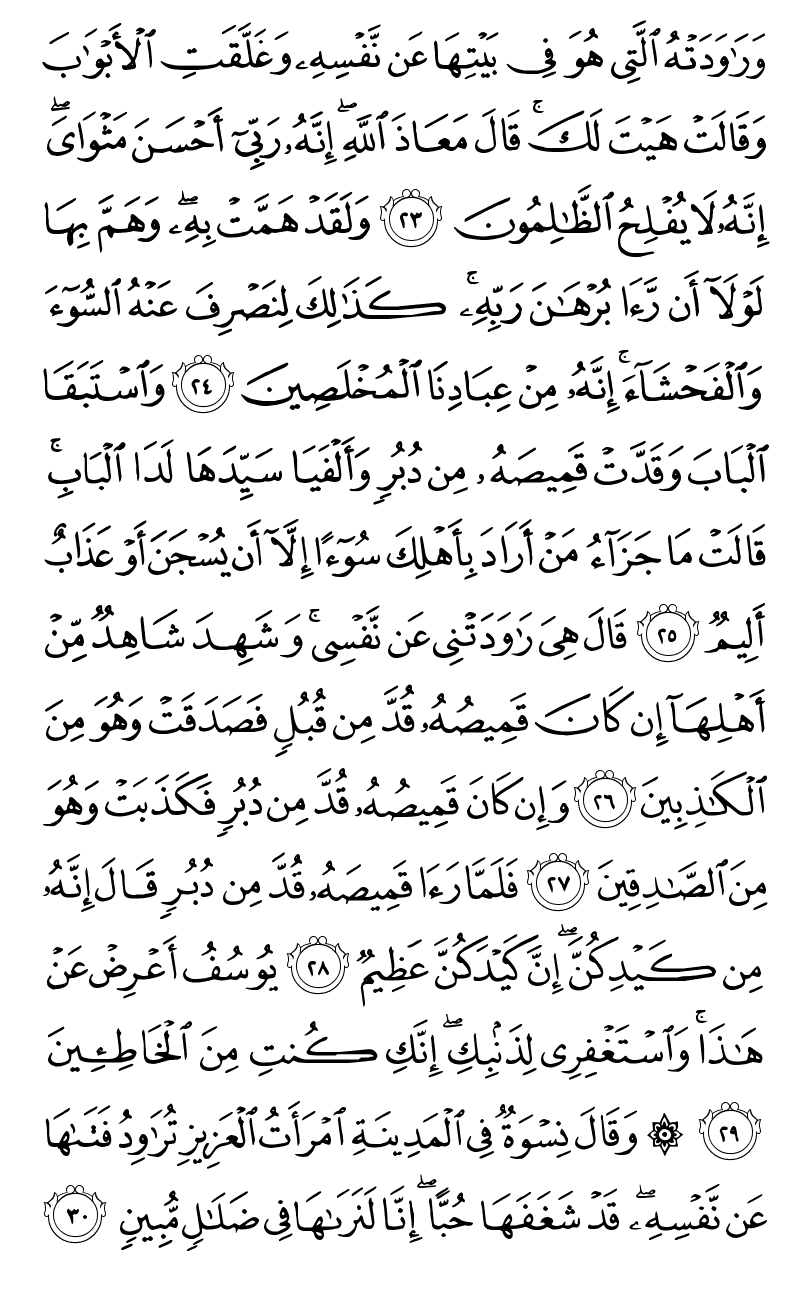 وَرَٰوَدَتْهُ ٱلَّتِى هُوَ فِى بَيْتِهَا عَن نَّفْسِهِۦ وَغَلَّقَتِ ٱلْأَبْوَٰبَ
وَقَالَتْ هَيْتَ لَكَ ۚ قَالَ مَعَاذَ ٱللَّهِ ۖ إِنَّهُۥ رَبِّىٓ أَحْسَنَ مَثْوَاىَ ۖ
إِنَّهُۥ لَا يُفْلِحُ ٱلظَّٰلِمُونَ ٢٣ وَلَقَدْ هَمَّتْ بِهِۦ ۖ وَهَمَّ بِهَا
لَوْلَآ أَن رَّءَا بُرْهَٰنَ رَبِّهِۦ ۚ كَذَٰلِكَ لِنَصْرِفَ عَنْهُ ٱلسُّوٓءَ
وَٱلْفَحْشَآءَ ۚ إِنَّهُۥ مِنْ عِبَادِنَا ٱلْمُخْلَصِينَ ٢٤ وَٱسْتَبَقَا
ٱلْبَابَ وَقَدَّتْ قَمِيصَهُۥ مِن دُبُرٍ وَأَلْفَيَا سَيِّدَهَا لَدَا ٱلْبَابِ ۚ
قَالَتْ مَا جَزَآءُ مَنْ أَرَادَ بِأَهْلِكَ سُوٓءًا إِلَّآ أَن يُسْجَنَ أَوْ عَذَابٌ
أَلِيمٌ ٢٥ قَالَ هِىَ رَٰوَدَتْنِى عَن نَّفْسِى ۚ وَشَهِدَ شَاهِدٌ مِّنْ
أَهْلِهَآ إِن كَانَ قَمِيصُهُۥ قُدَّ مِن قُبُلٍ فَصَدَقَتْ وَهُوَ مِنَ
ٱلْكَٰذِبِينَ ٢٦ وَإِن كَانَ قَمِيصُهُۥ قُدَّ مِن دُبُرٍ فَكَذَبَتْ وَهُوَ
مِنَ ٱلصَّٰدِقِينَ ٢٧ فَلَمَّا رَءَا قَمِيصَهُۥ قُدَّ مِن دُبُرٍ قَالَ إِنَّهُۥ
مِن كَيْدِكُنَّ ۖ إِنَّ كَيْدَكُنَّ عَظِيمٌ ٢٨ يُوسُفُ أَعْرِضْ عَنْ
هَٰذَا ۚ وَٱسْتَغْفِرِى لِذَنۢبِكِ ۖ إِنَّكِ كُنتِ مِنَ ٱلْخَاطِـِٔينَ
٢٩ ۞ وَقَالَ نِسْوَةٌ فِى ٱلْمَدِينَةِ ٱمْرَأَتُ ٱلْعَزِيزِ تُرَٰوِدُ فَتَىٰهَا
عَن نَّفْسِهِۦ ۖ قَدْ شَغَفَهَا حُبًّا ۖ إِنَّا لَنَرَىٰهَا فِى ضَلَٰلٍ مُّبِينٍ ٣٠